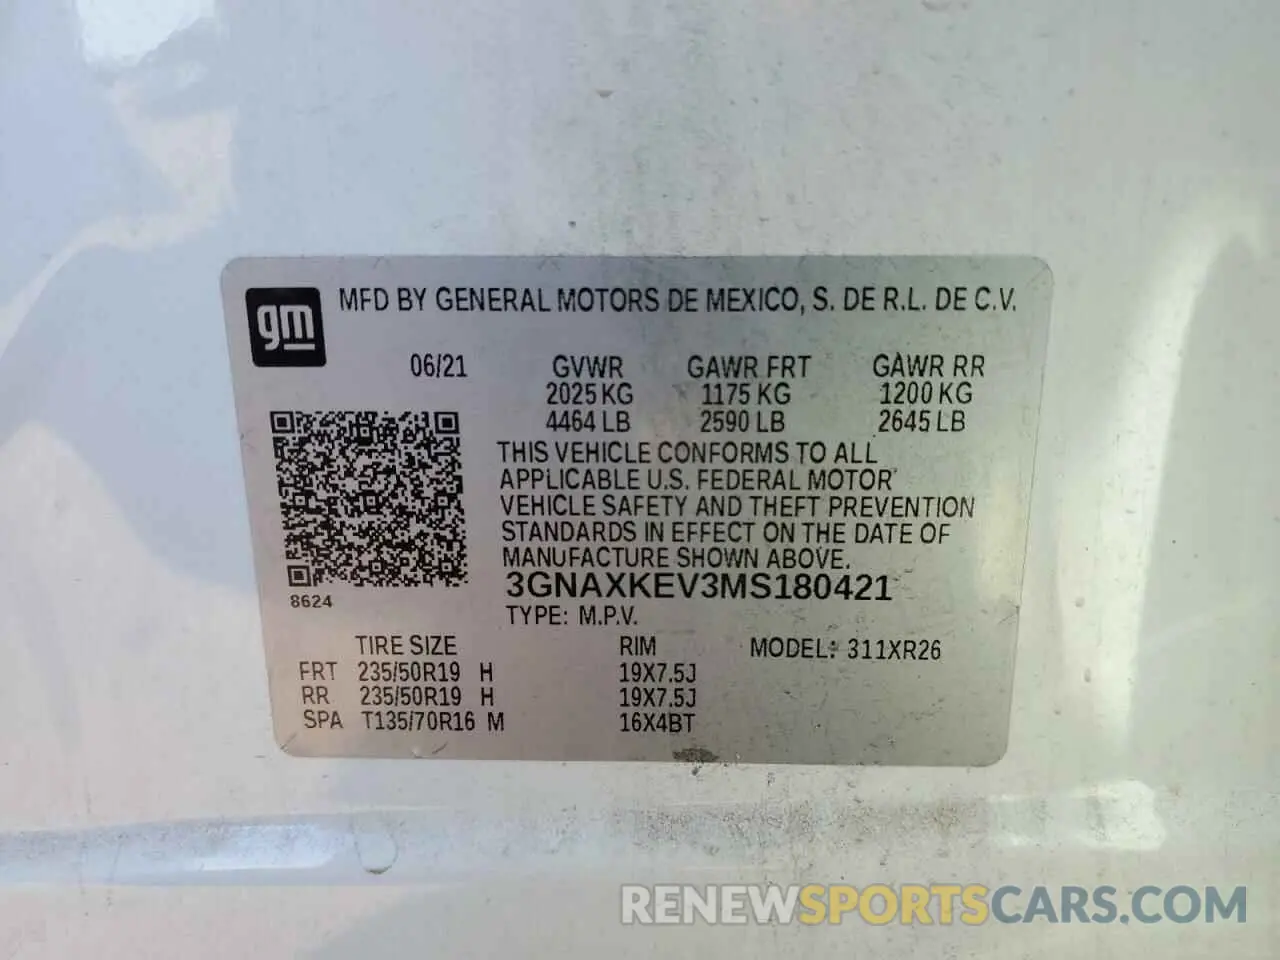 gm
MFD BY GENERAL MOTORS DE MEXICO, S. DE R.L. DE C.V.
06/21 GVWR GAWR FRT GAWR RR
2025 KG 1175 KG 1200 KG
4464 LB 2590 LB 2645 LB
THIS VEHICLE CONFORMS TO ALL
APPLICABLE U.S. FEDERAL MOTOR
VEHICLE SAFETY AND THEFT PREVENTION
STANDARDS IN EFFECT ON THE DATE OF
MANUFACTURE SHOWN ABOVE.
3GNAXKEV3MS180421
8624
TYPE: M.P.V.
TIRE SIZE RIM MODEL: 311XR26
FRT 235/50R19 H 19X7.5J
RR 235/50R19 H 19X7.5J
SPA T135/70R16 M 16X4BT
RENEWSPORTSCARS.COM